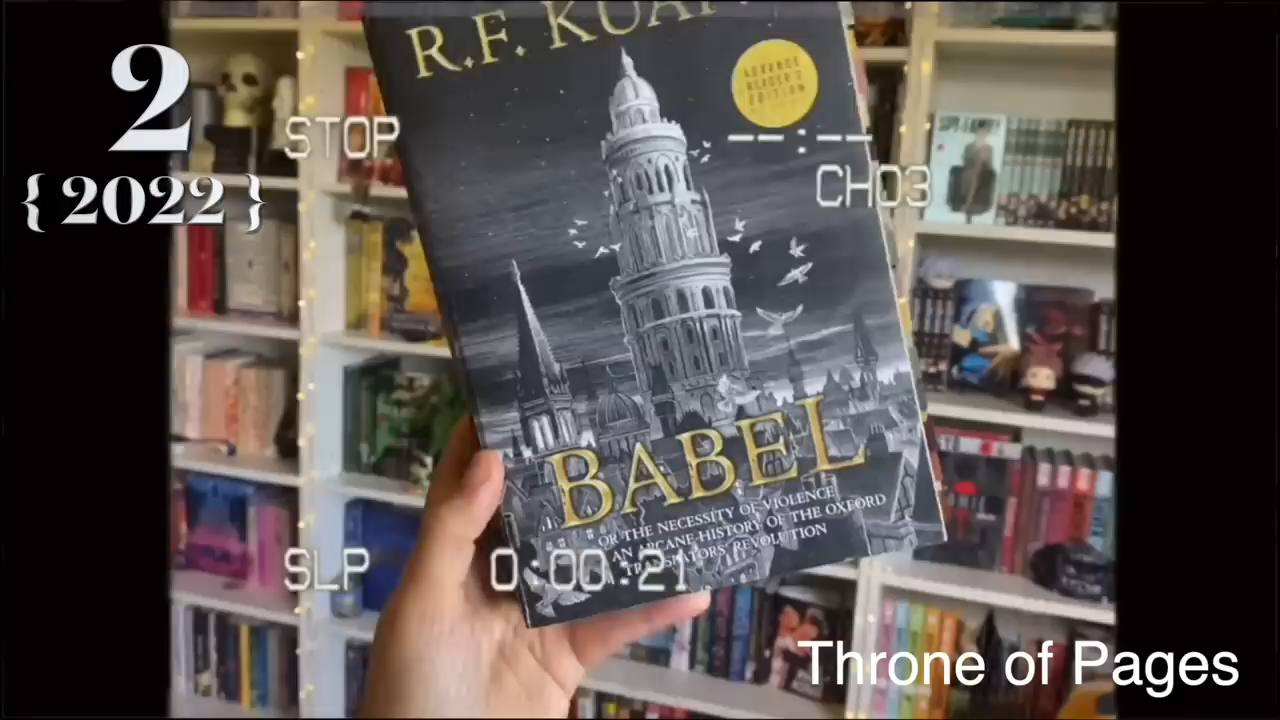 2
{ 2022 }
STOP
--:--
CH03
R.F. KUA
ADVANCE
READER'S
EDITION
BABEL
OR THE NECESSITY OF VIOLENCE
AN ARCANE HISTORY OF THE OXFORD
TRANSLATORS' REVOLUTION
SLP
0:00:21
Throne of Pages